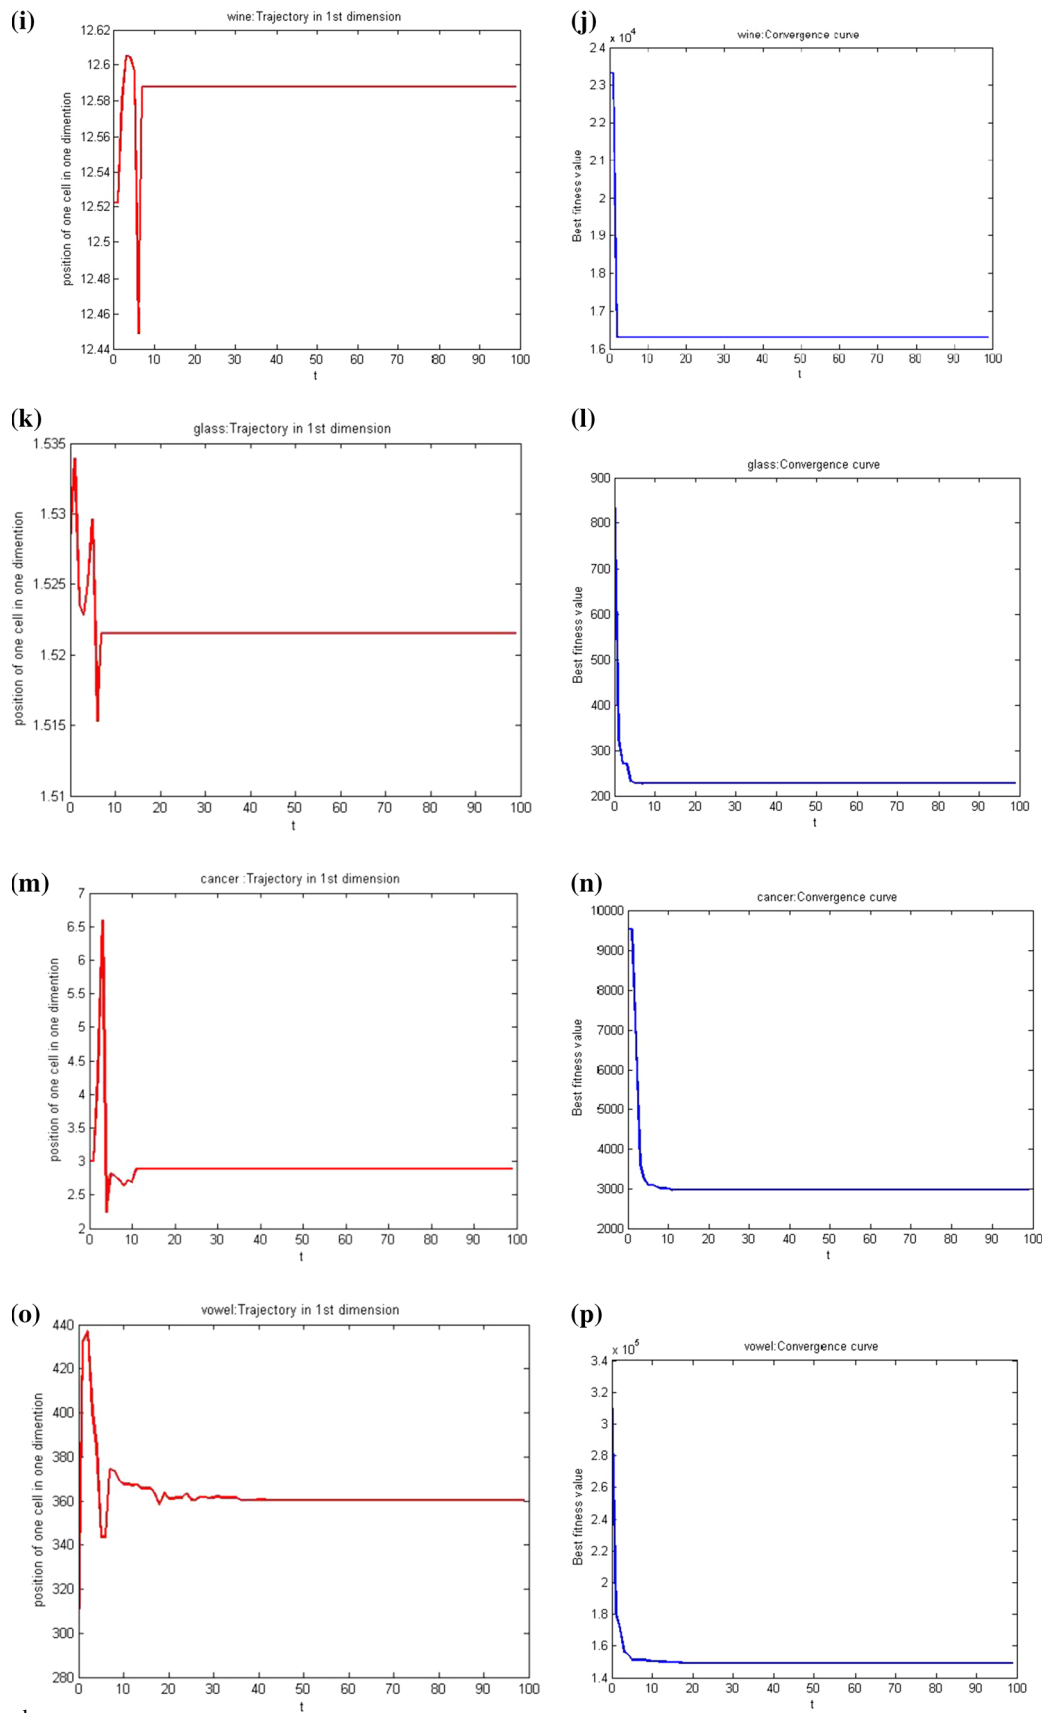 (i)
wine:Trajectory in 1st dimension
position of one cell in one dimention
12.62
12.6
12.58
12.56
12.54
12.52
12.5
12.48
12.46
12.44
0 10 20 30 40 50 60 70 80 90 100
t
(j)
wine:Convergence curve
x 10^4
Best fitness value
2.4
2.3
2.2
2.1
2
1.9
1.8
1.7
1.6
0 10 20 30 40 50 60 70 80 90 100
t
(k)
glass:Trajectory in 1st dimension
position of one cell in one dimention
1.535
1.53
1.525
1.52
1.515
1.51
0 10 20 30 40 50 60 70 80 90 100
t
(l)
glass:Convergence curve
Best fitness value
900
800
700
600
500
400
300
200
0 10 20 30 40 50 60 70 80 90 100
t
(m)
cancer :Trajectory in 1st dimension
position of one cell in one dimention
7
6.5
6
5.5
5
4.5
4
3.5
3
2.5
2
0 10 20 30 40 50 60 70 80 90 100
t
(n)
cancer:Convergence curve
Best fitness value
10000
9000
8000
7000
6000
5000
4000
3000
2000
0 10 20 30 40 50 60 70 80 90 100
t
(o)
vowel:Trajectory in 1st dimension
position of one cell in one dimention
440
420
400
380
360
340
320
300
280
0 10 20 30 40 50 60 70 80 90 100
t
(p)
vowel:Convergence curve
x 10^5
Best fitness value
3.4
3.2
3
2.8
2.6
2.4
2.2
2
1.8
1.6
1.4
0 10 20 30 40 50 60 70 80 90 100
t